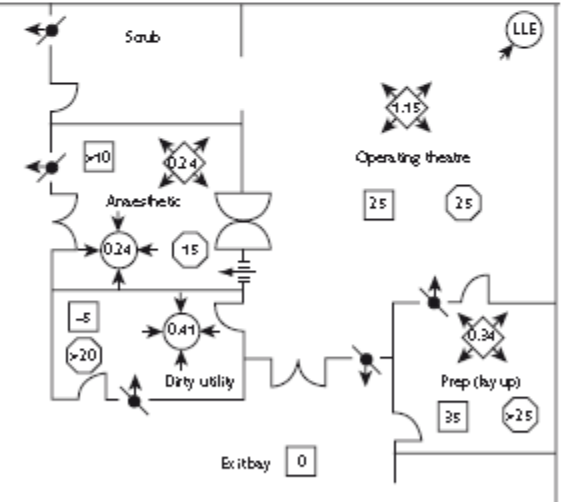 Scrub
LLE
1.15
>10
0.24
Operating theatre
Anaesthetic
25
25
0.24
15
-5
0.41
0.34
>20
Dirty utility
Prep (lay up)
35
>25
Exit bay
0